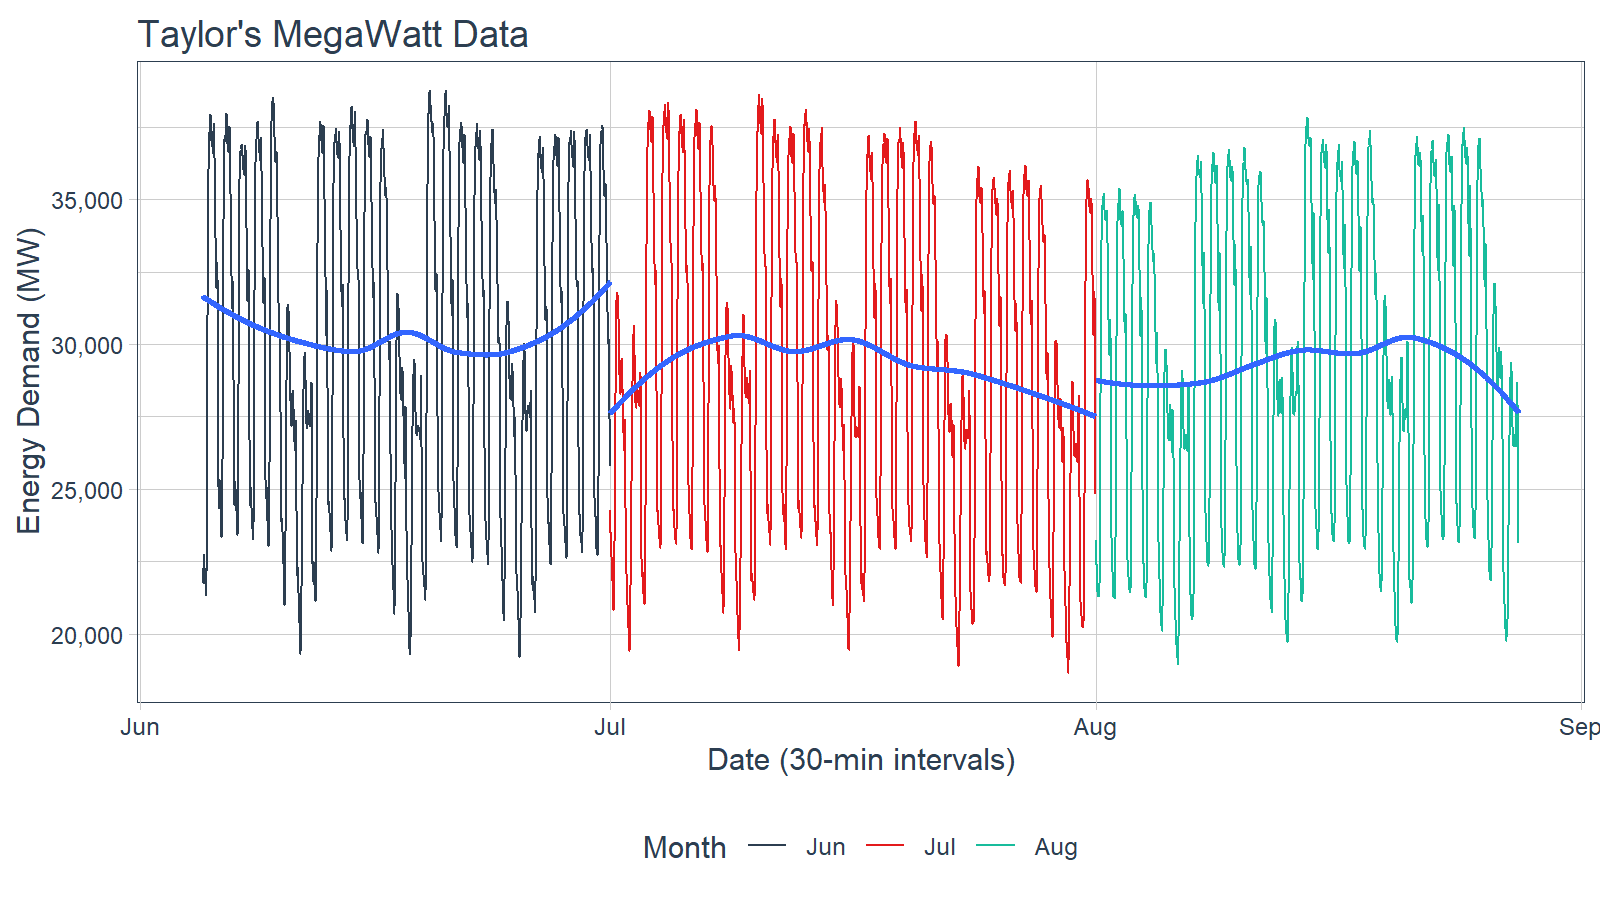 Taylor's MegaWatt Data
Energy Demand (MW)
35,000
30,000
25,000
20,000
Jun Jul Aug Sep
Date (30-min intervals)
Month Jun Jul Aug